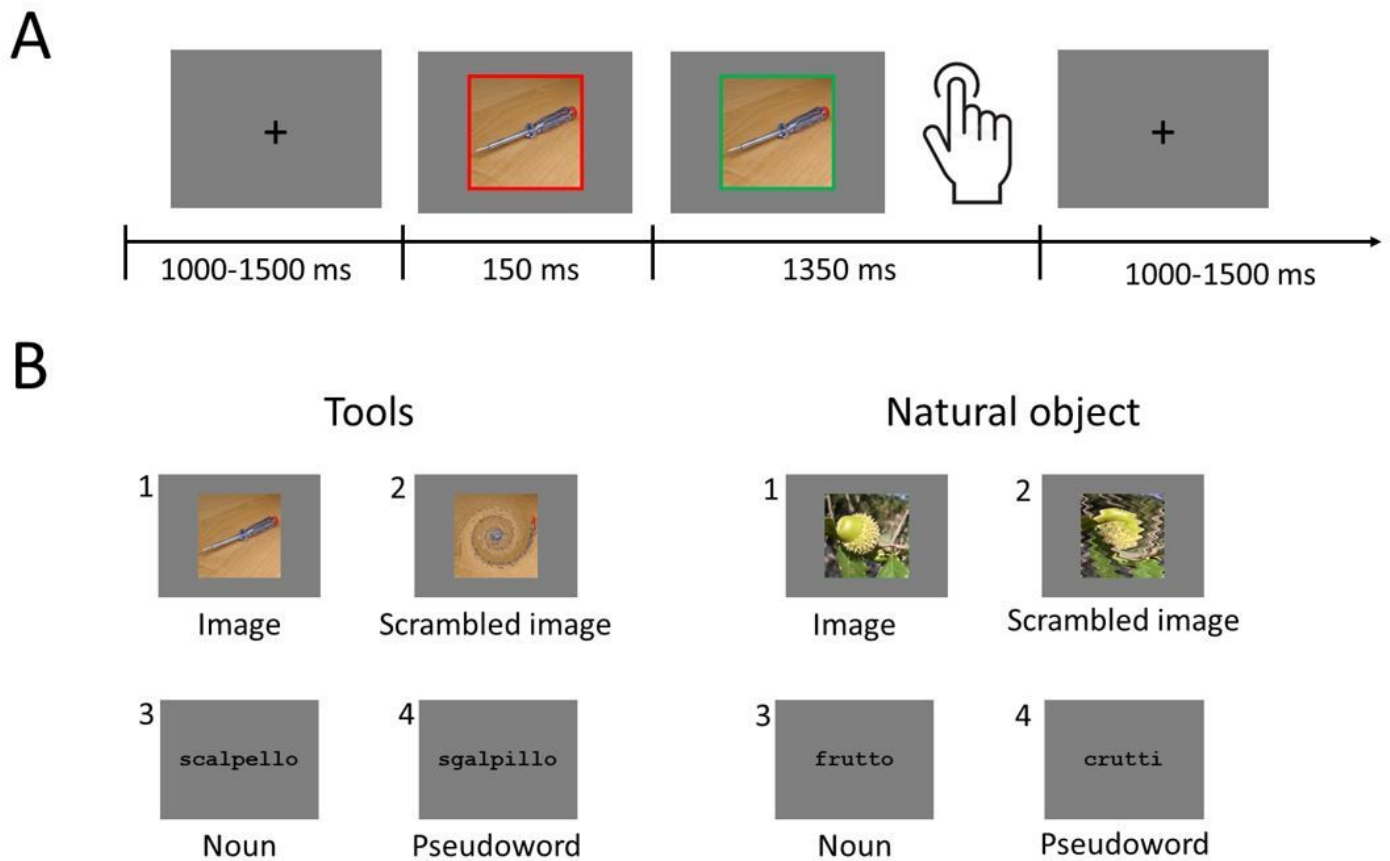 A
+
+
1000-1500 ms
150 ms
1350 ms
1000-1500 ms
B
Tools
Natural object
1
2
1
2
Image
Scrambled image
Image
Scrambled image
3
4
3
4
scalpello
sgalpillo
frutto
crutti
Noun
Pseudoword
Noun
Pseudoword